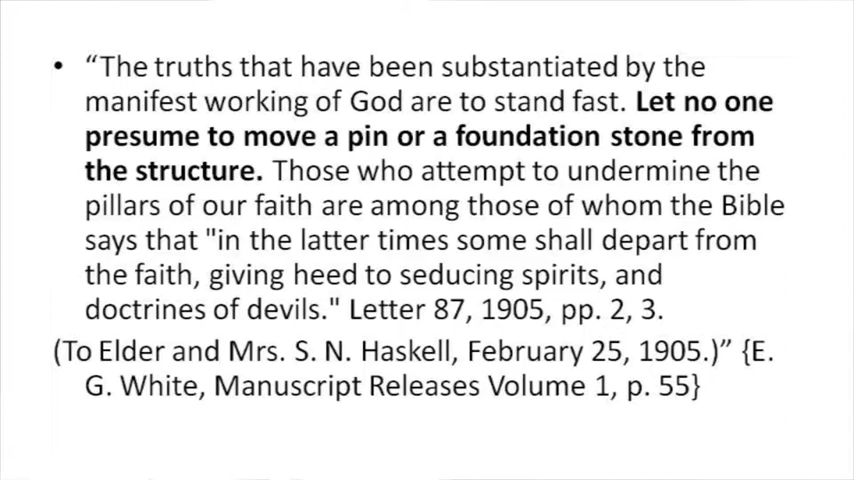 • “The truths that have been substantiated by the
manifest working of God are to stand fast. Let no one
presume to move a pin or a foundation stone from
the structure. Those who attempt to undermine the
pillars of our faith are among those of whom the Bible
says that "in the latter times some shall depart from
the faith, giving heed to seducing spirits, and
doctrines of devils." Letter 87, 1905, pp. 2, 3.
(To Elder and Mrs. S. N. Haskell, February 25, 1905.)” {E.
G. White, Manuscript Releases Volume 1, p. 55}